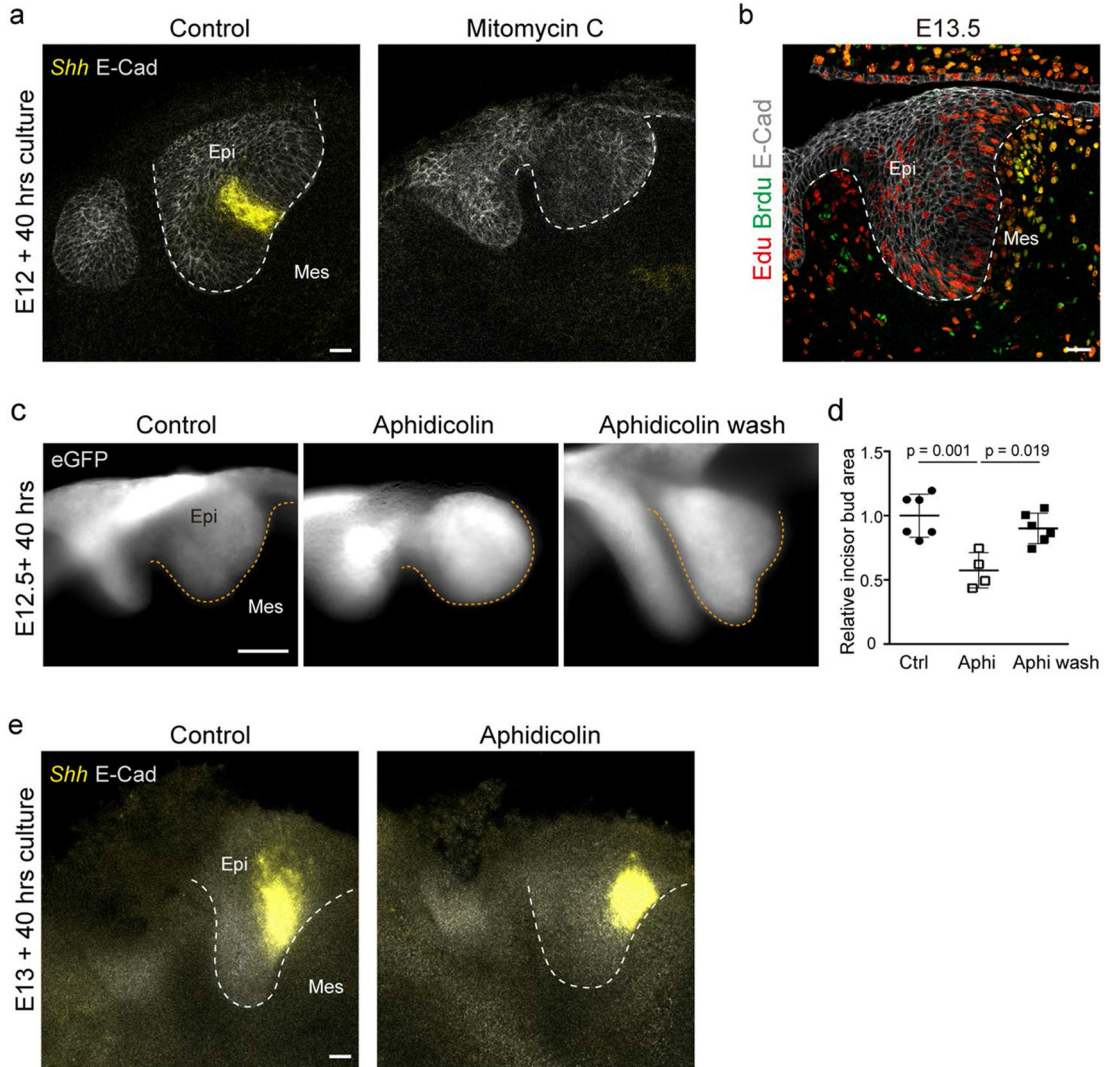 a
Control
Mitomycin C
E12 + 40 hrs culture
Shh E-Cad
Epi
Mes
b
E13.5
Edu Brdu E-Cad
Epi
Mes
c
Control
Aphidicolin
Aphidicolin wash
E12.5+ 40 hrs
eGFP
Epi
Mes
d
Relative incisor bud area
p = 0.001
p = 0.019
1.5
1.0
0.5
0
Ctrl
Aphi
Aphi wash
e
Control
Aphidicolin
E13 + 40 hrs culture
Shh E-Cad
Epi
Mes